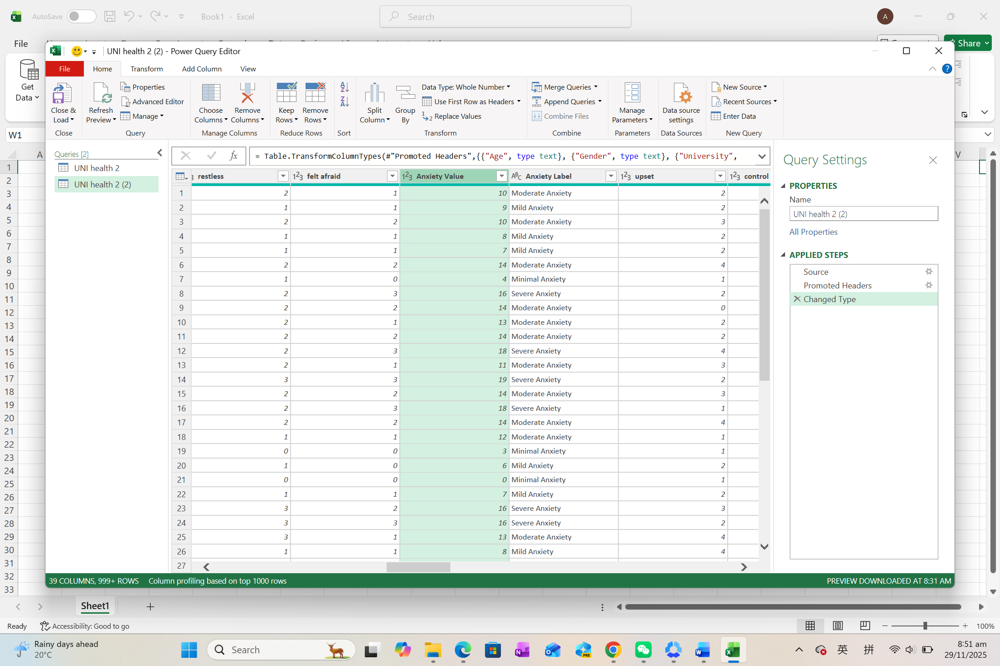 AutoSave
Book1 - Excel
Search
A
File
Share
UNI health 2 (2) - Power Query Editor
File Home Transform Add Column View
?
Get Data
Close & Load
Refresh Preview
Properties
Advanced Editor
Manage
Choose Columns
Remove Columns
Keep Rows
Remove Rows
Split Column
Group By
Data Type: Whole Number
Use First Row as Headers
Replace Values
Merge Queries
Append Queries
Combine Files
Manage Parameters
Data source settings
New Source
Recent Sources
Enter Data
Close Query Manage Columns Reduce Rows Sort Transform Combine Parameters Data Sources New Query
W1
A
V
Queries [2]
UNI health 2
UNI health 2 (2)
fx
= Table.TransformColumnTypes(#"Promoted Headers",{{"Age", type text}, {"Gender", type text}, {"University",
restless 123 felt afraid 123 Anxiety Value ABC Anxiety Label 123 upset 123 control
1 2 1 10 Moderate Anxiety 2
2 1 1 9 Mild Anxiety 2
3 2 2 10 Moderate Anxiety 3
4 1 1 8 Mild Anxiety 2
5 1 1 7 Mild Anxiety 2
6 2 2 14 Moderate Anxiety 4
7 1 0 4 Minimal Anxiety 1
8 2 3 16 Severe Anxiety 2
9 2 2 14 Moderate Anxiety 0
10 2 1 13 Moderate Anxiety 2
11 2 2 14 Moderate Anxiety 2
12 2 3 18 Severe Anxiety 4
13 2 1 11 Moderate Anxiety 3
14 3 3 19 Severe Anxiety 2
15 2 2 14 Moderate Anxiety 3
16 2 3 18 Severe Anxiety 1
17 2 2 14 Moderate Anxiety 4
18 1 1 12 Moderate Anxiety 1
19 0 0 3 Minimal Anxiety 1
20 1 0 6 Mild Anxiety 2
21 0 0 0 Minimal Anxiety 1
22 1 1 7 Mild Anxiety 2
23 3 2 16 Severe Anxiety 3
24 3 3 16 Severe Anxiety 2
25 3 1 13 Moderate Anxiety 4
26 1 1 8 Mild Anxiety 4
27
Query Settings
PROPERTIES
Name
UNI health 2 (2)
All Properties
APPLIED STEPS
Source
Promoted Headers
Changed Type
1
2
3
4
5
6
7
8
9
10
11
12
13
14
15
16
17
18
19
20
21
22
23
24
25
26
27
28
29
30
31
32
33
39 COLUMNS, 999+ ROWS Column profiling based on top 1000 rows
PREVIEW DOWNLOADED AT 8:31 AM
Sheet1
Ready
Accessibility: Good to go
100%
Rainy days ahead
20°C
Search
PRE
英
拼
8:51 am
29/11/2025